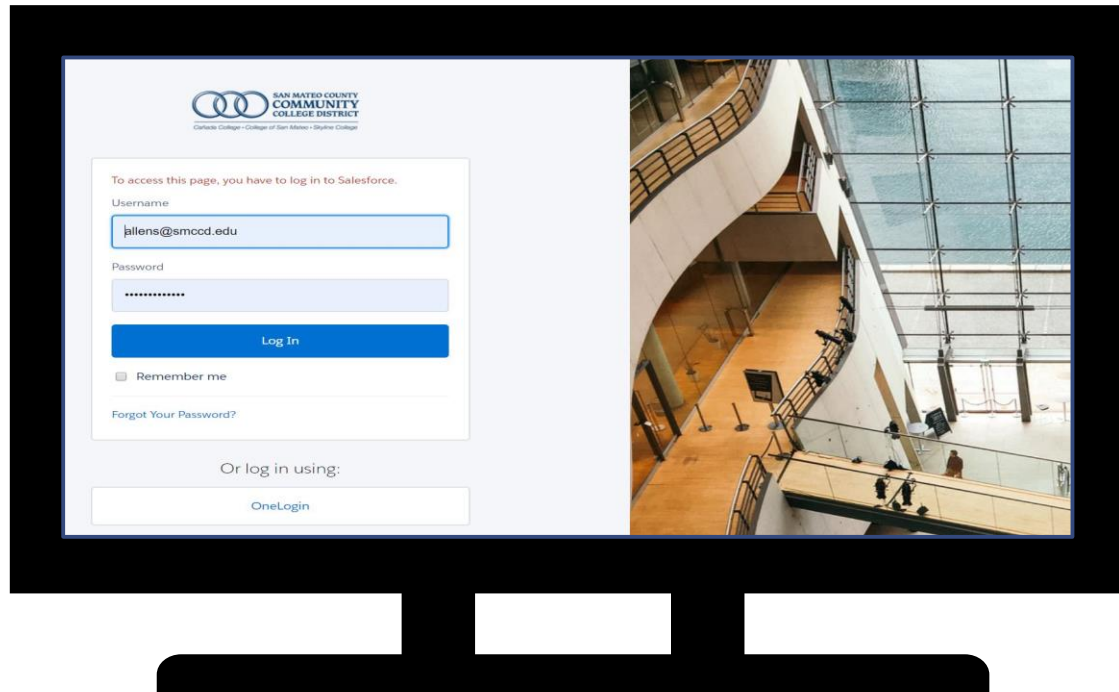 SAN MATEO COUNTY
COMMUNITY
COLLEGE DISTRICT
Cañada College • College of San Mateo • Skyline College
To access this page, you have to log in to Salesforce.
Username
allens@smccd.edu
Password
•••••••••••••
Log In
Remember me
Forgot Your Password?
Or log in using:
OneLogin